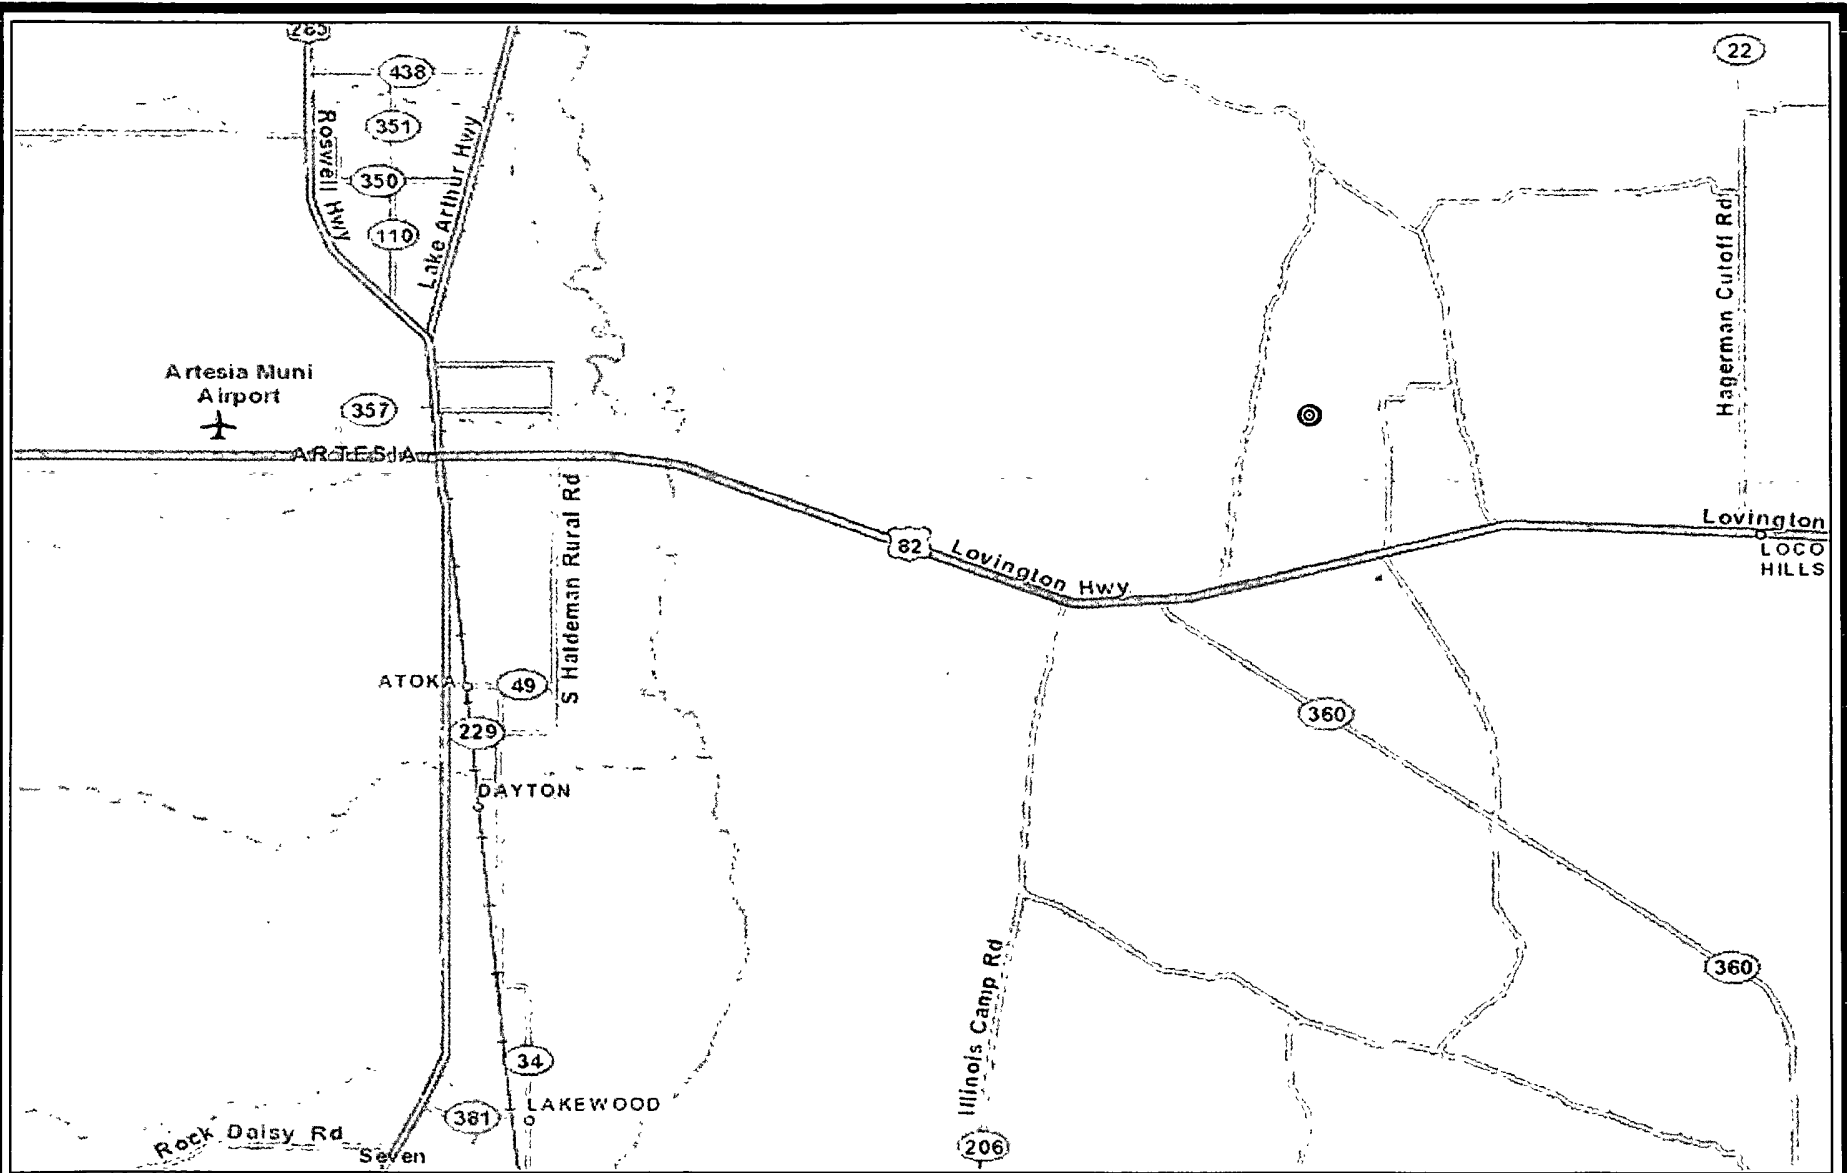 285
438
22
351
Roswell Hwy
Lake Arthur Hwy
350
110
Hagerman Cutoff Rd
Artesia Muni
Airport
357
ARTESIA
S Haldeman Rural Rd
82
Lovington Hwy
Lovington
LOCO
HILLS
ATOKA
49
229
360
DAYTON
Illinois Camp Rd
360
34
LAKEWOOD
381
Rock Daisy Rd
206
Seven